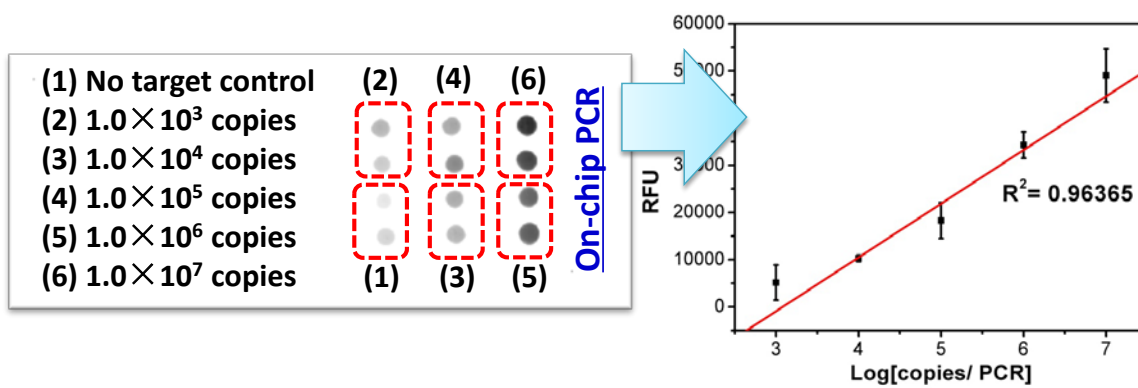 (1) No target control
(2) 1.0×10³ copies
(3) 1.0×10⁴ copies
(4) 1.0×10⁵ copies
(5) 1.0×10⁶ copies
(6) 1.0×10⁷ copies
(2) (4) (6)
(1) (3) (5)
On-chip PCR
60000
20000
10000
0
RFU
R²= 0.96365
3 4 5 6 7
Log[copies/ PCR]